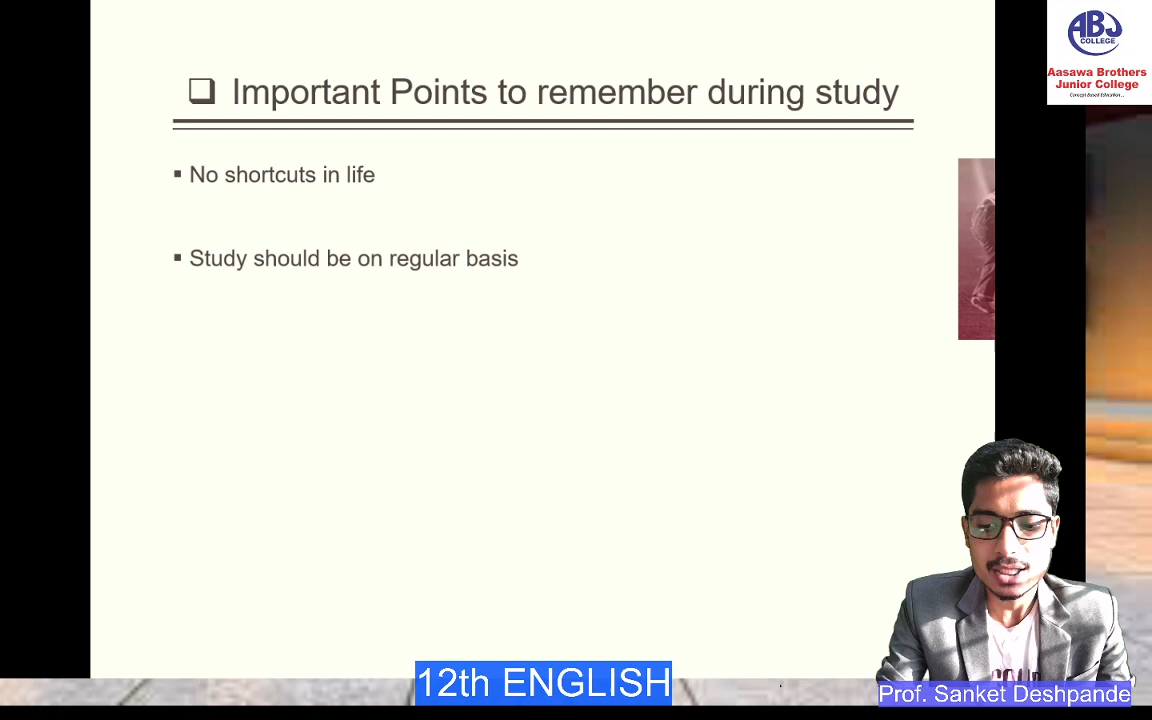 ABJ
COLLEGE
Aasawa Brothers
Junior College
Concept Based Education...
❑ Important Points to remember during study
▪ No shortcuts in life
▪ Study should be on regular basis
12th ENGLISH
Prof. Sanket Deshpande